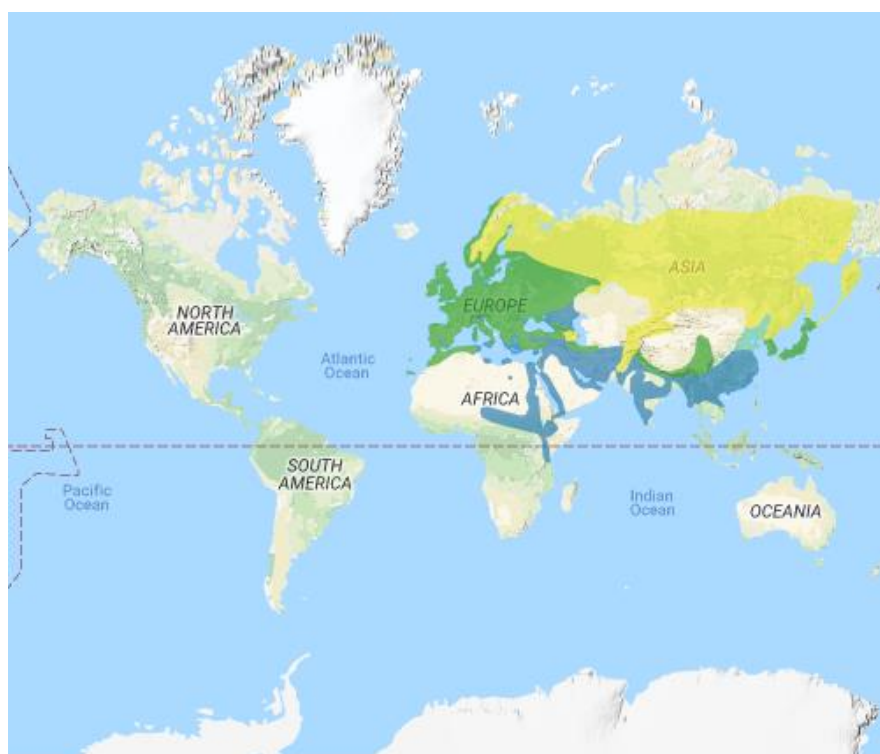 ASIA
EUROPE
NORTH
AMERICA
Atlantic
Ocean
AFRICA
SOUTH
AMERICA
Pacific
Ocean
Indian
Ocean
OCEANIA